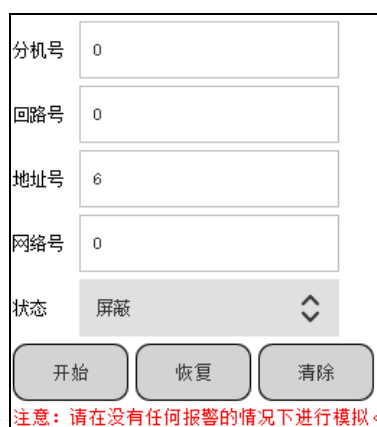 分机号 0
回路号 0
地址号 6
网络号 0
状态 屏蔽
开始 恢复 清除
注意：请在没有任何报警的情况下进行模拟